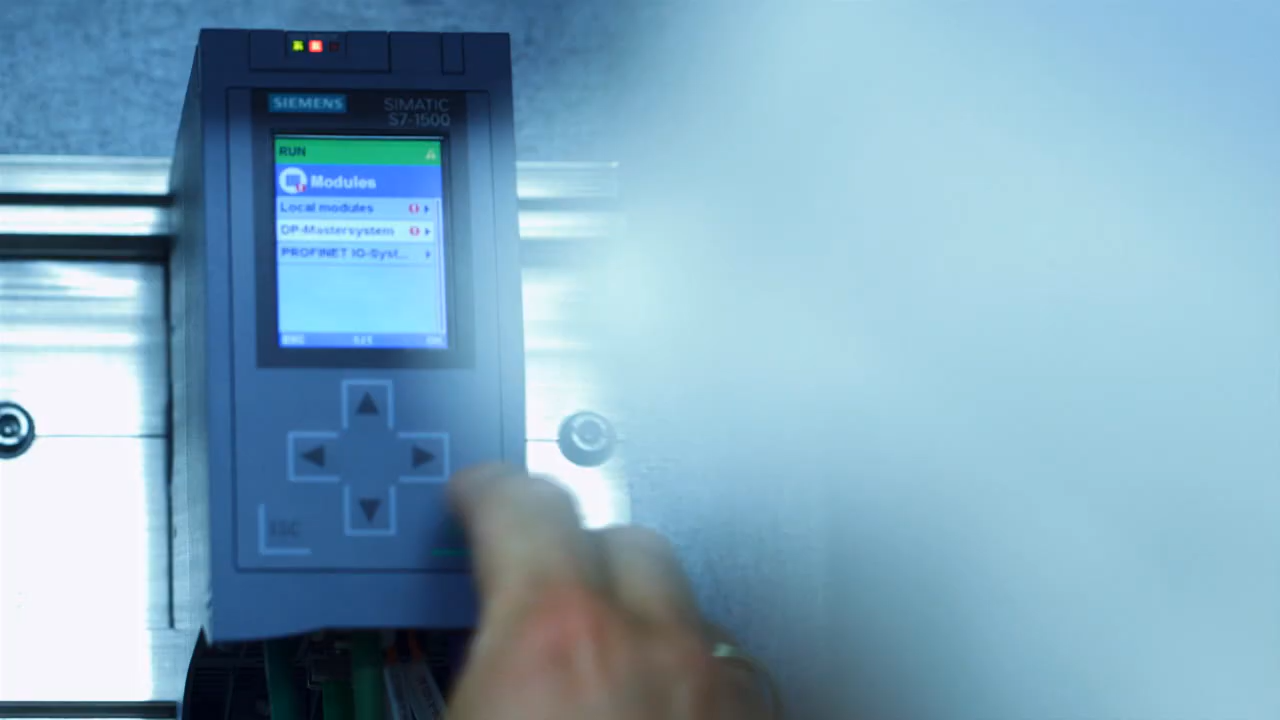 SIEMENS
SIMATIC
S7-1500
RUN
Modules
Local modules
DP-Mastersystem
PROFINET IO-Syst...
ESC